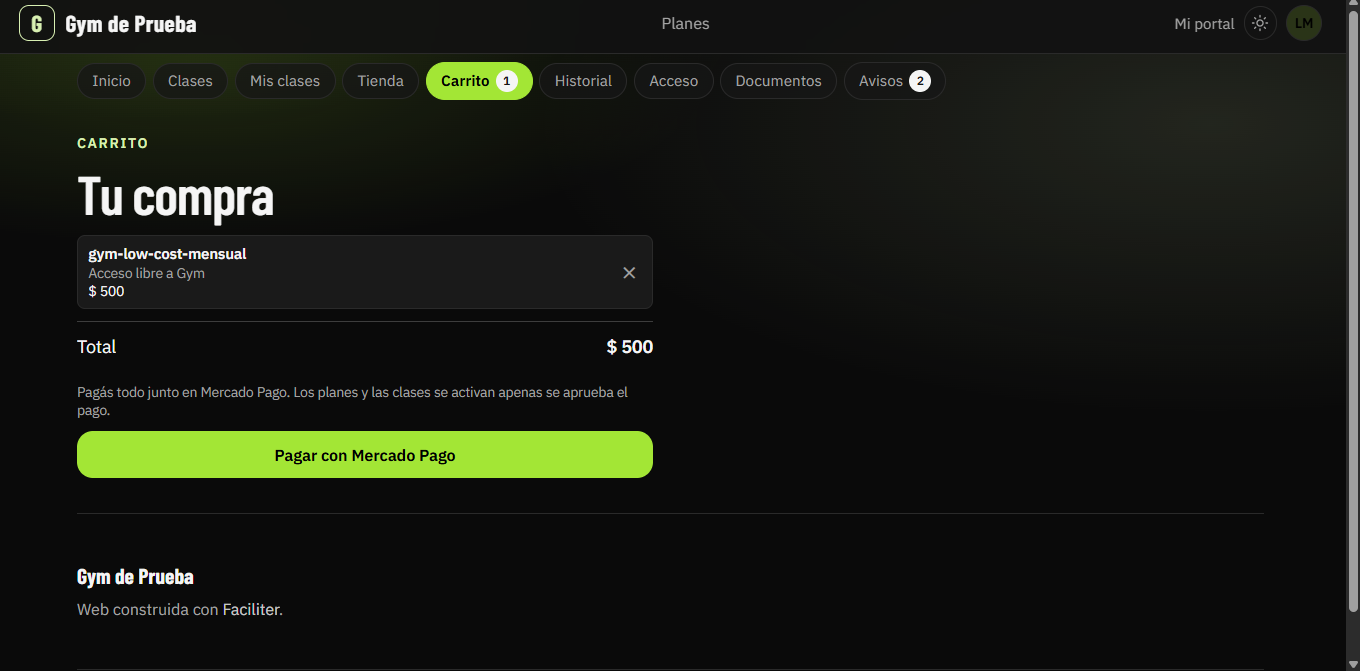 G Gym de Prueba
Planes
Mi portal
LM
Inicio
Clases
Mis clases
Tienda
Carrito 1
Historial
Acceso
Documentos
Avisos 2
CARRITO
Tu compra
gym-low-cost-mensual
Acceso libre a Gym
$ 500
Total $ 500
Pagás todo junto en Mercado Pago. Los planes y las clases se activan apenas se aprueba el
pago.
Pagar con Mercado Pago
Gym de Prueba
Web construida con Faciliter.